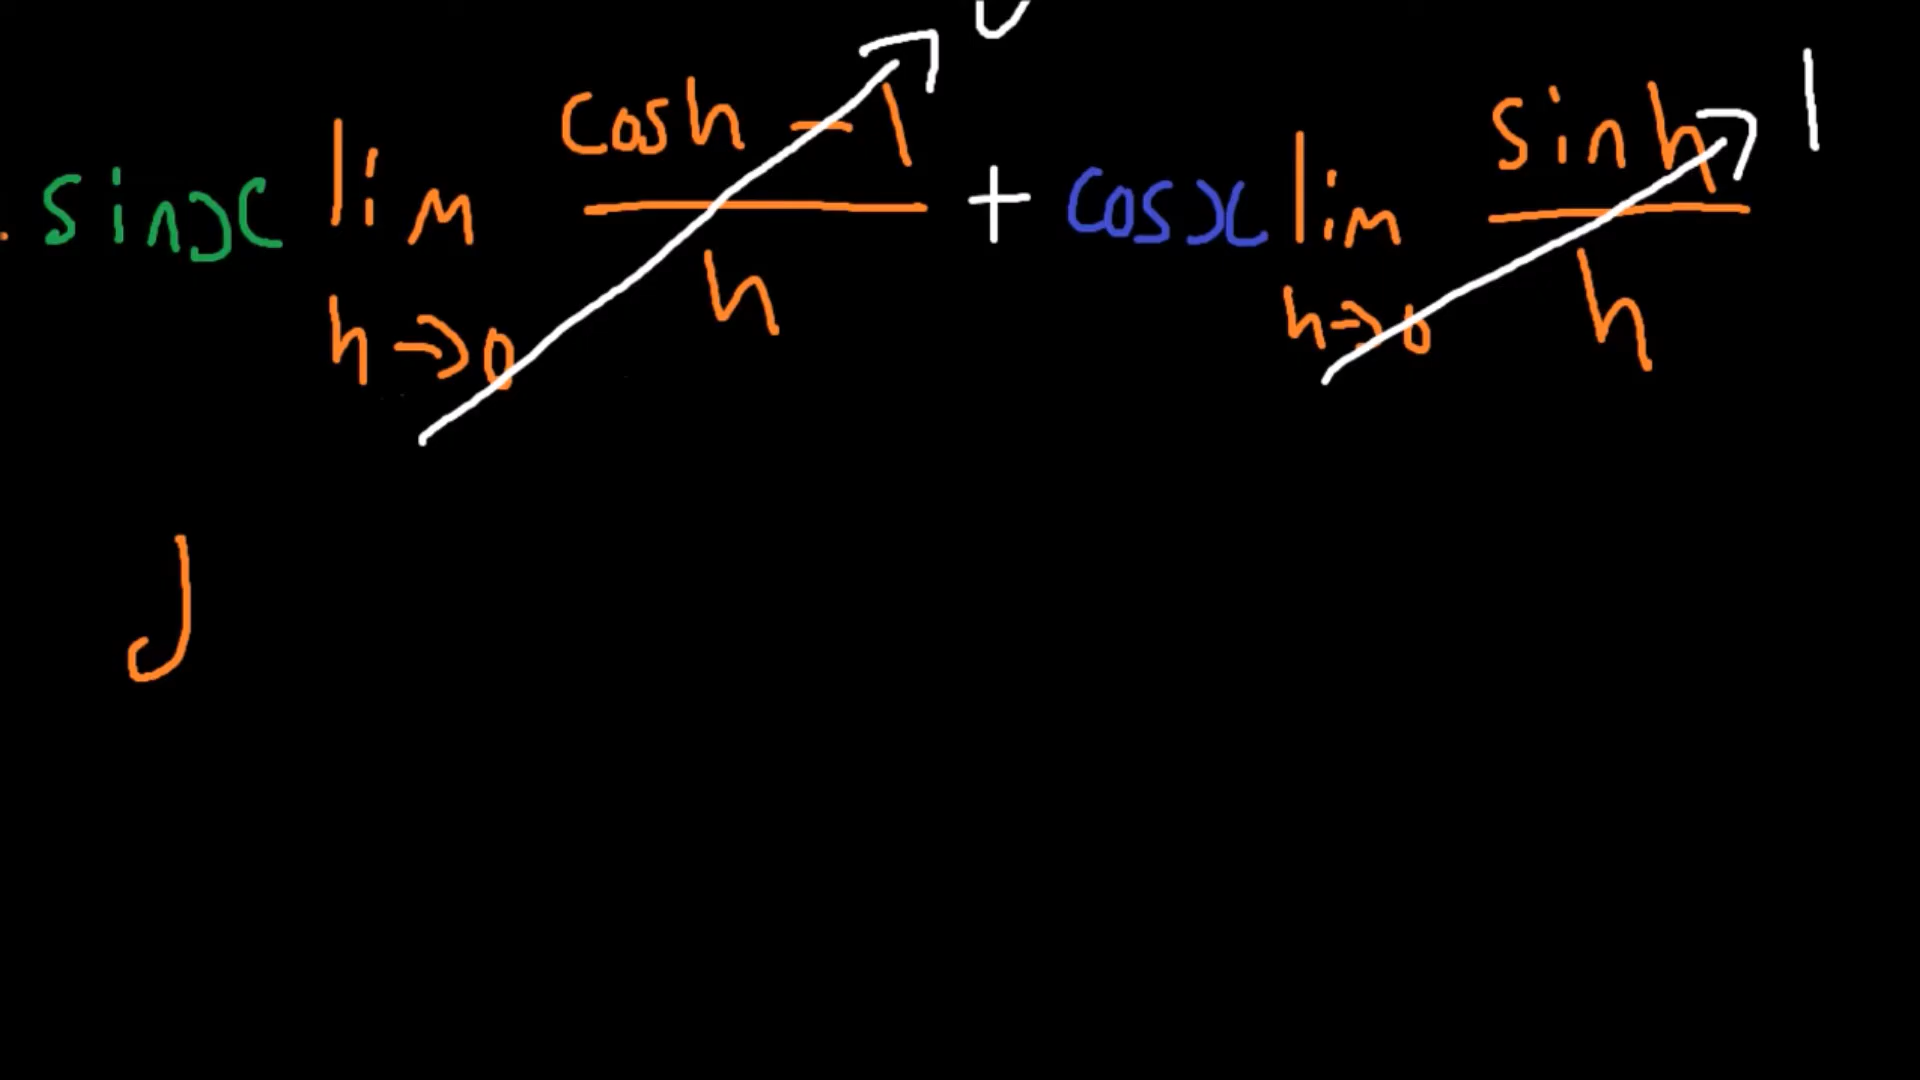 sinx lim h→0 (cosh - 1)/h → 0 + cosx lim h→0 (sinh)/h → 1
J